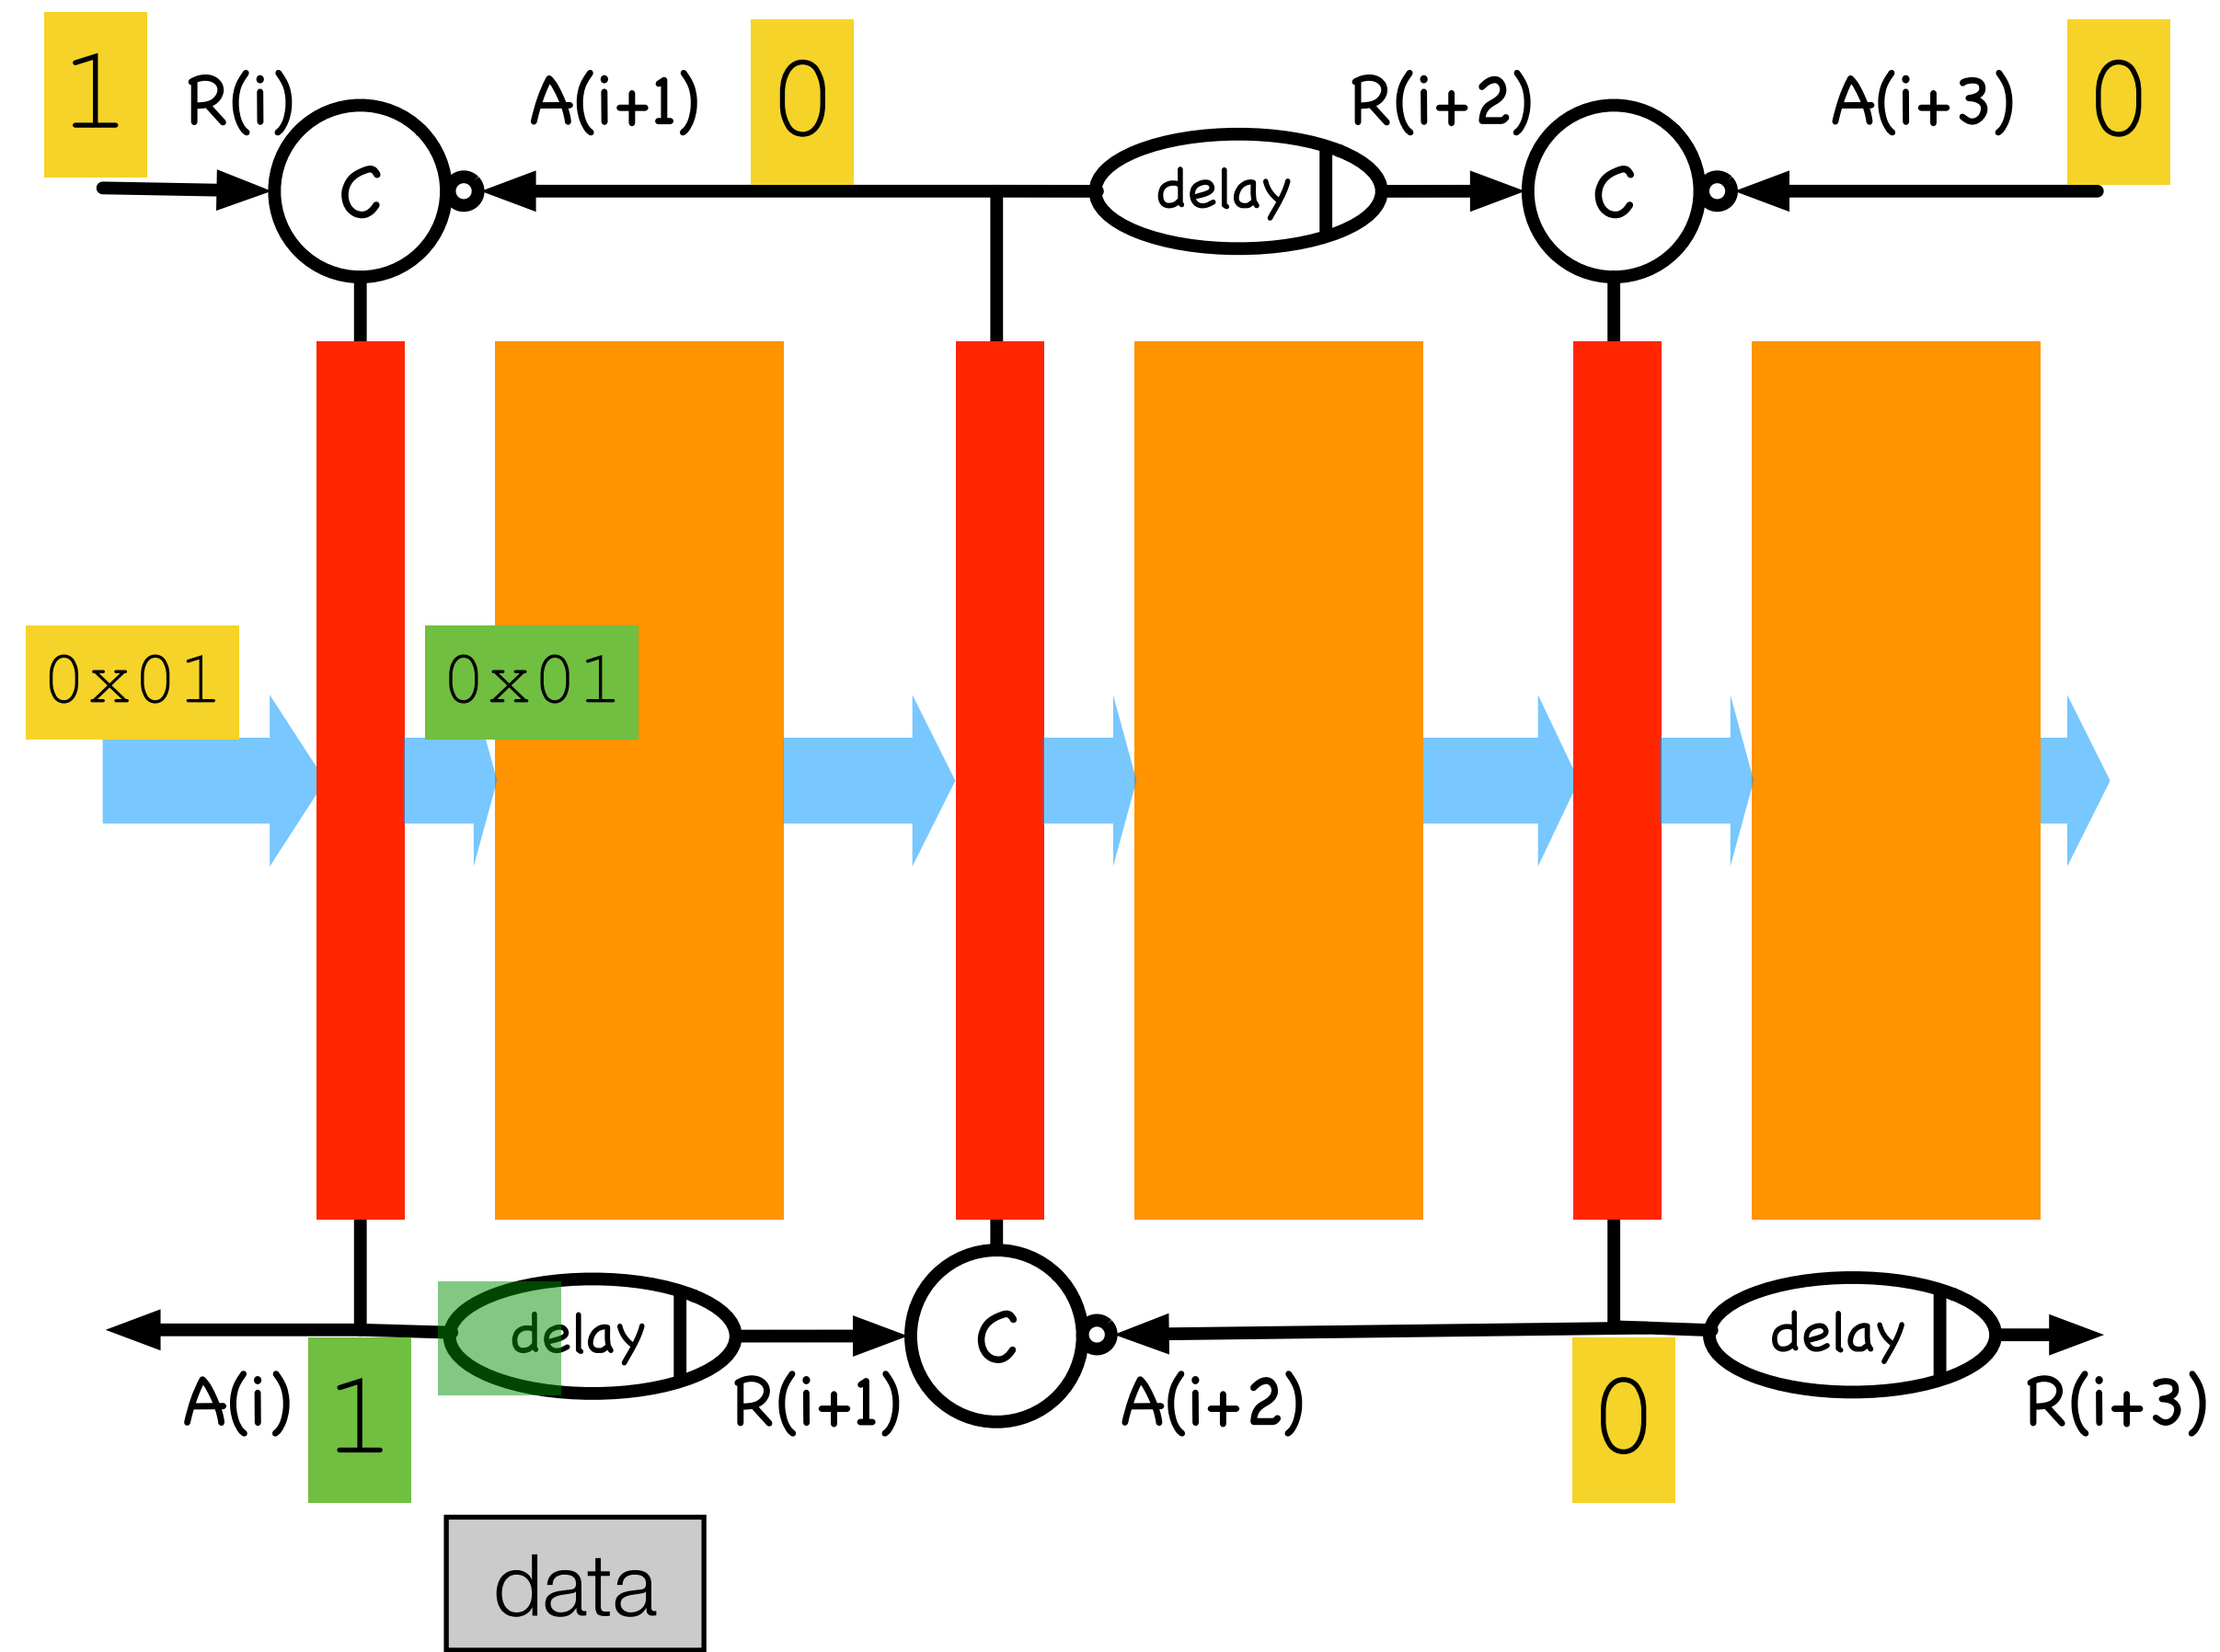 1 R(i) A(i+1) 0 R(i+2) A(i+3) 0
C delay C
0x01 0x01
delay C delay
A(i) 1 R(i+1) A(i+2) 0 R(i+3)
data